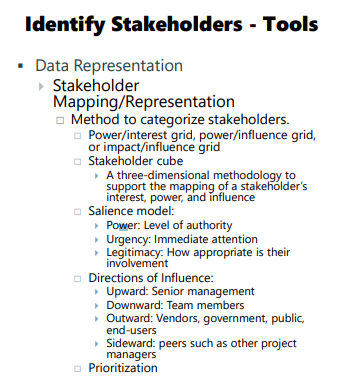 Identify Stakeholders - Tools
Data Representation
Stakeholder
Mapping/Representation
Method to categorize stakeholders.
Power/interest grid, power/influence grid,
or impact/influence grid
Stakeholder cube
A three-dimensional methodology to
support the mapping of a stakeholder's
interest, power, and influence
Salience model:
Power: Level of authority
Urgency: Immediate attention
Legitimacy: How appropriate is their
involvement
Directions of Influence:
Upward: Senior management
Downward: Team members
Outward: Vendors, government, public,
end-users
Sideward: peers such as other project
managers
Prioritization